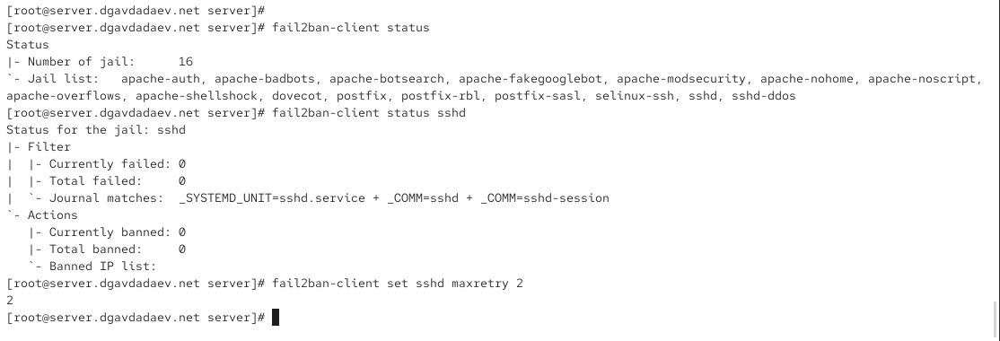 [root@server.dgavdadaev.net server]#
[root@server.dgavdadaev.net server]# fail2ban-client status
Status
|- Number of jail:      16
`- Jail list:   apache-auth, apache-badbots, apache-botsearch, apache-fakegooglebot, apache-modsecurity, apache-nohome, apache-noscript,
apache-overflows, apache-shellshock, dovecot, postfix, postfix-rbl, postfix-sasl, selinux-ssh, sshd, sshd-ddos
[root@server.dgavdadaev.net server]# fail2ban-client status sshd
Status for the jail: sshd
|- Filter
|  |- Currently failed: 0
|  |- Total failed:     0
|  `- Journal matches:  _SYSTEMD_UNIT=sshd.service + _COMM=sshd + _COMM=sshd-session
`- Actions
   |- Currently banned: 0
   |- Total banned:     0
   `- Banned IP list:
[root@server.dgavdadaev.net server]# fail2ban-client set sshd maxretry 2
2
[root@server.dgavdadaev.net server]#